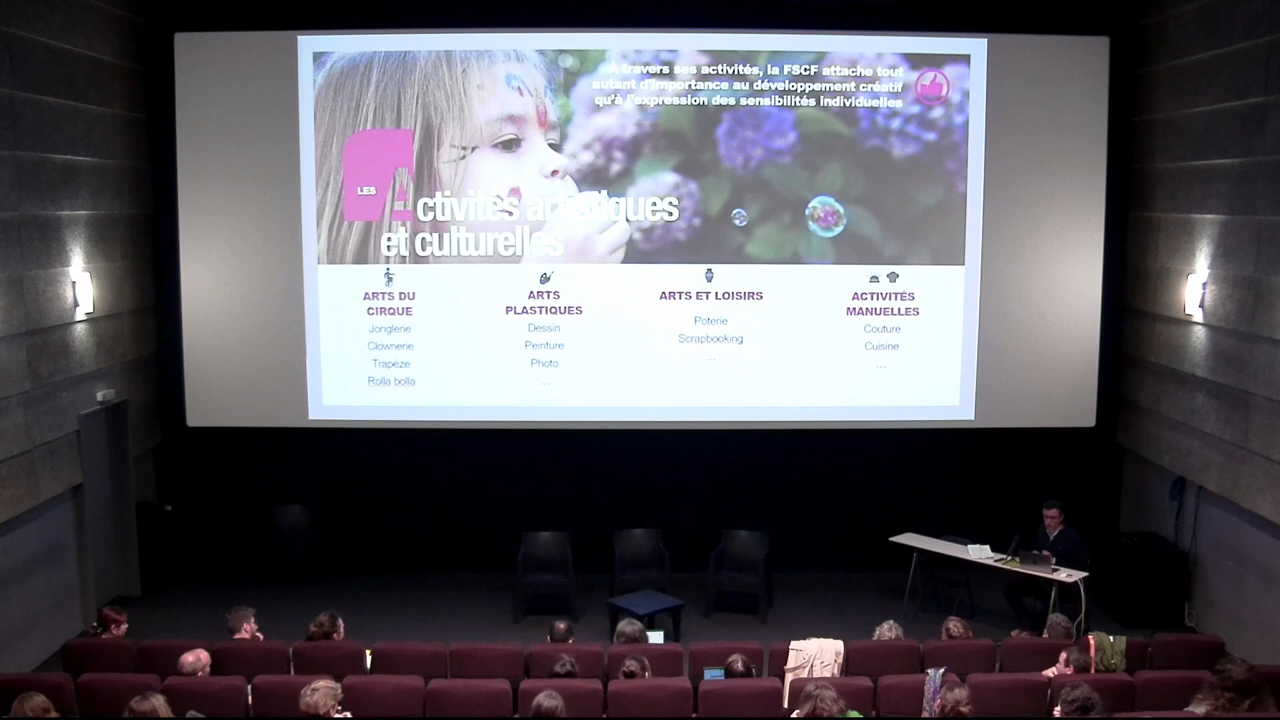 A travers ses activités, la FSCF attache tout
autant d'importance au développement créatif
qu'à l'expression des sensibilités individuelles
LES
Activités artistiques
et culturelles
ARTS DU
CIRQUE
Jonglerie
Clownerie
Trapèze
Rolla bolla
ARTS
PLASTIQUES
Dessin
Peinture
Photo
...
ARTS ET LOISIRS
Poterie
Scrapbooking
...
ACTIVITÉS
MANUELLES
Couture
Cuisine
...